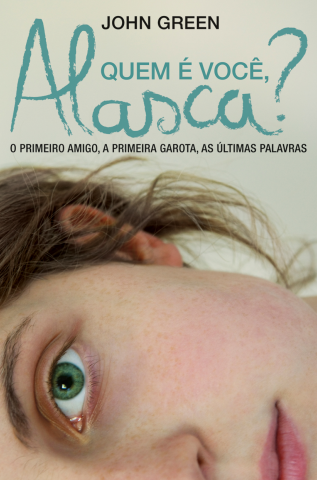 JOHN GREEN
QUEM É VOCÊ,
Alasca?
O PRIMEIRO AMIGO, A PRIMEIRA GAROTA, AS ÚLTIMAS PALAVRAS